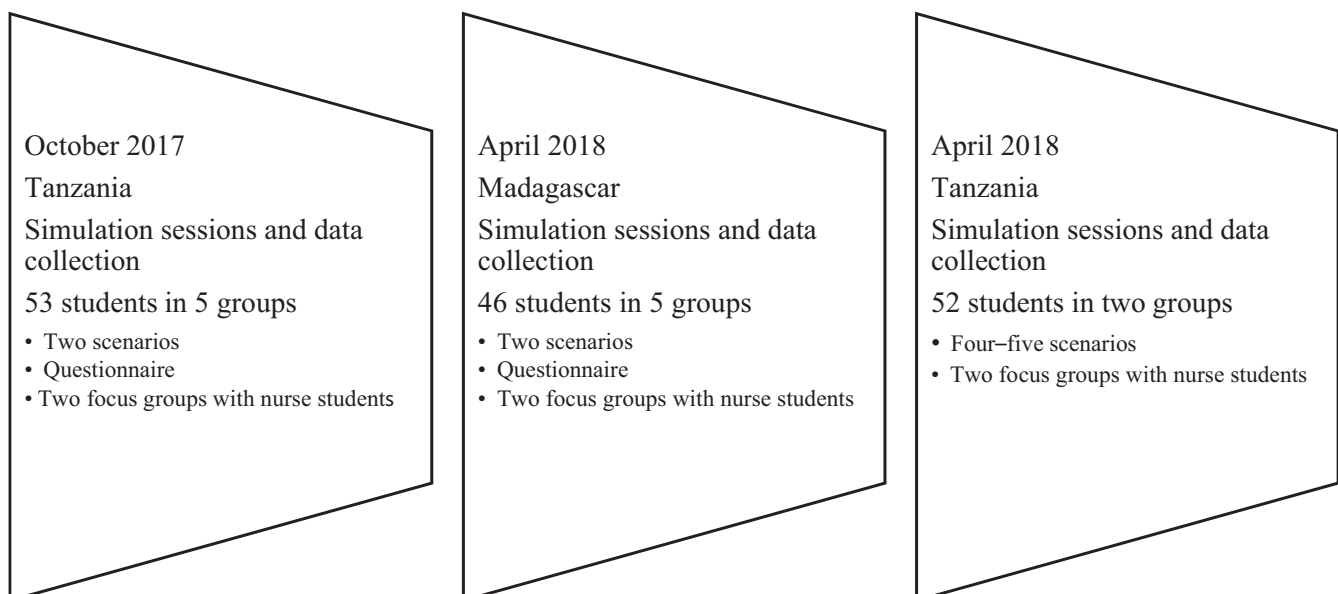 October 2017
Tanzania
Simulation sessions and data
collection
53 students in 5 groups
• Two scenarios
• Questionnaire
• Two focus groups with nurse students
April 2018
Madagascar
Simulation sessions and data
collection
46 students in 5 groups
• Two scenarios
• Questionnaire
• Two focus groups with nurse students
April 2018
Tanzania
Simulation sessions and data
collection
52 students in two groups
• Four–five scenarios
• Two focus groups with nurse students